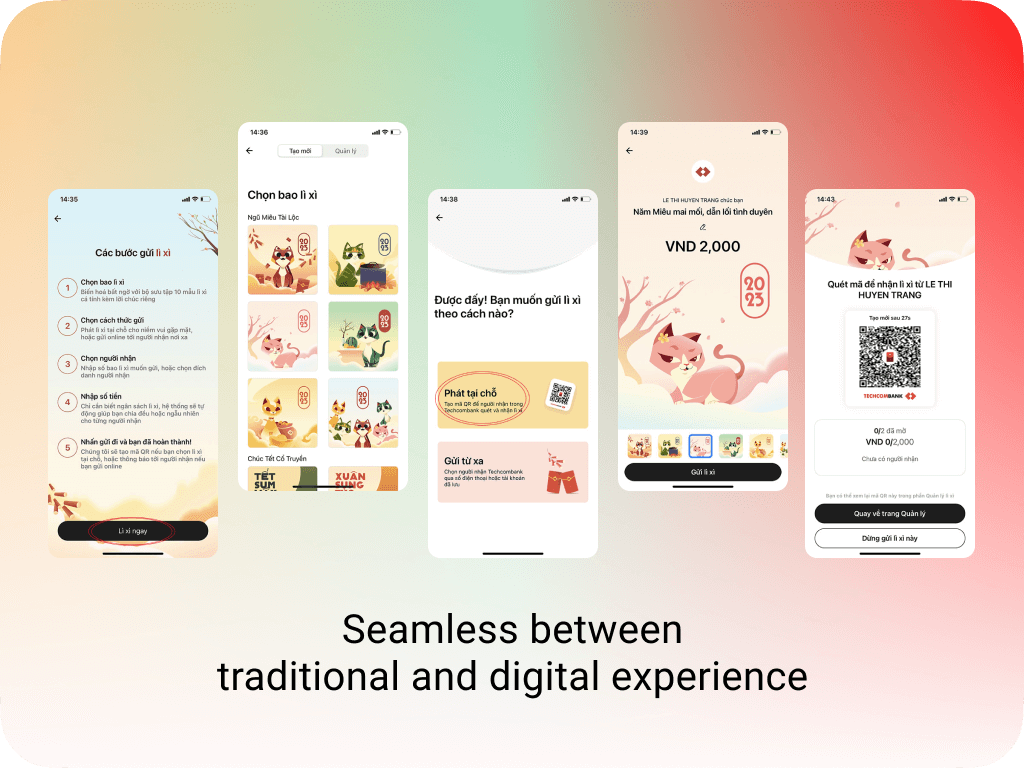 14:35
Các bước gửi lì xì
1
Chọn bao lì xì
Biến hoá bất ngờ với bộ sưu tập 10 mẫu lì xì
cá tính kèm lời chúc riêng
2
Chọn cách thức gửi
Phát lì xì tại chỗ cho niềm vui gặp mặt,
hoặc gửi online tới người nhận nơi xa
3
Chọn người nhận
Nhập số bao lì xì muốn gửi, hoặc chọn đích
danh người nhận
4
Nhập số tiền
Chỉ cần biết ngân sách lì xì, hệ thống sẽ tự
động giúp bạn chia đều hoặc ngẫu nhiên
cho từng người nhận
5
Nhấn gửi đi và bạn đã hoàn thành!
Chúng tôi sẽ tạo mã QR nếu bạn chọn lì xì
tại chỗ, hoặc thông báo tới người nhận nếu
bạn gửi online
Lì xì ngay
14:36
Tạo mới Quản lý
Chọn bao lì xì
Ngũ Miêu Tài Lộc
2023
2023
2023
2023
2023
2023
Chúc Tết Cổ Truyền
TẾT
SUM
XUÂN
SUNG
14:38
Được đấy! Bạn muốn gửi lì xì
theo cách nào?
Phát tại chỗ
Tạo mã QR để người nhận trong
Techcombank quét và nhận lì xì
Gửi từ xa
Chọn người nhận Techcombank
qua số điện thoại hoặc tài khoản
đã lưu
14:39
LE THI HUYEN TRANG chúc bạn
Năm Miêu mai mối, dẫn lối tình duyên
VND 2,000
2023
Gửi lì xì
14:43
Quét mã để nhận lì xì từ LE THI
HUYEN TRANG
Tạo mới sau 27s
TECHCOMBANK
0/2 đã mở
VND 0/2,000
Chưa có người nhận
Bạn có thể xem lại mã QR này trong phần Quản lý lì xì
Quay về trang Quản lý
Dừng gửi lì xì này
Seamless between
traditional and digital experience